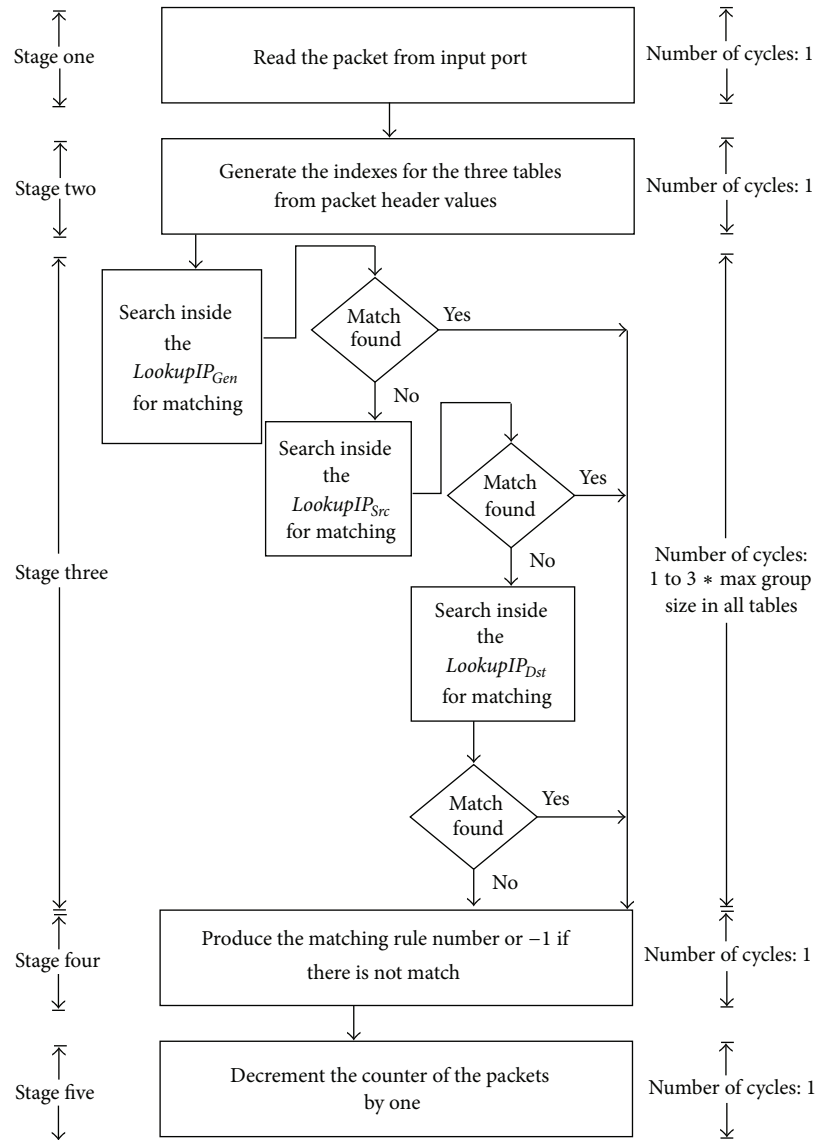 Stage one
Read the packet from input port
Number of cycles: 1
Stage two
Generate the indexes for the three tables
from packet header values
Number of cycles: 1
Stage three
Search inside
the
LookupIP_Gen
for matching
Match
found
Yes
No
Search inside
the
LookupIP_Src
for matching
Match
found
Yes
No
Search inside
the
LookupIP_Dst
for matching
Match
found
Yes
No
Number of cycles:
1 to 3 ∗ max group
size in all tables
Stage four
Produce the matching rule number or −1 if
there is not match
Number of cycles: 1
Stage five
Decrement the counter of the packets
by one
Number of cycles: 1